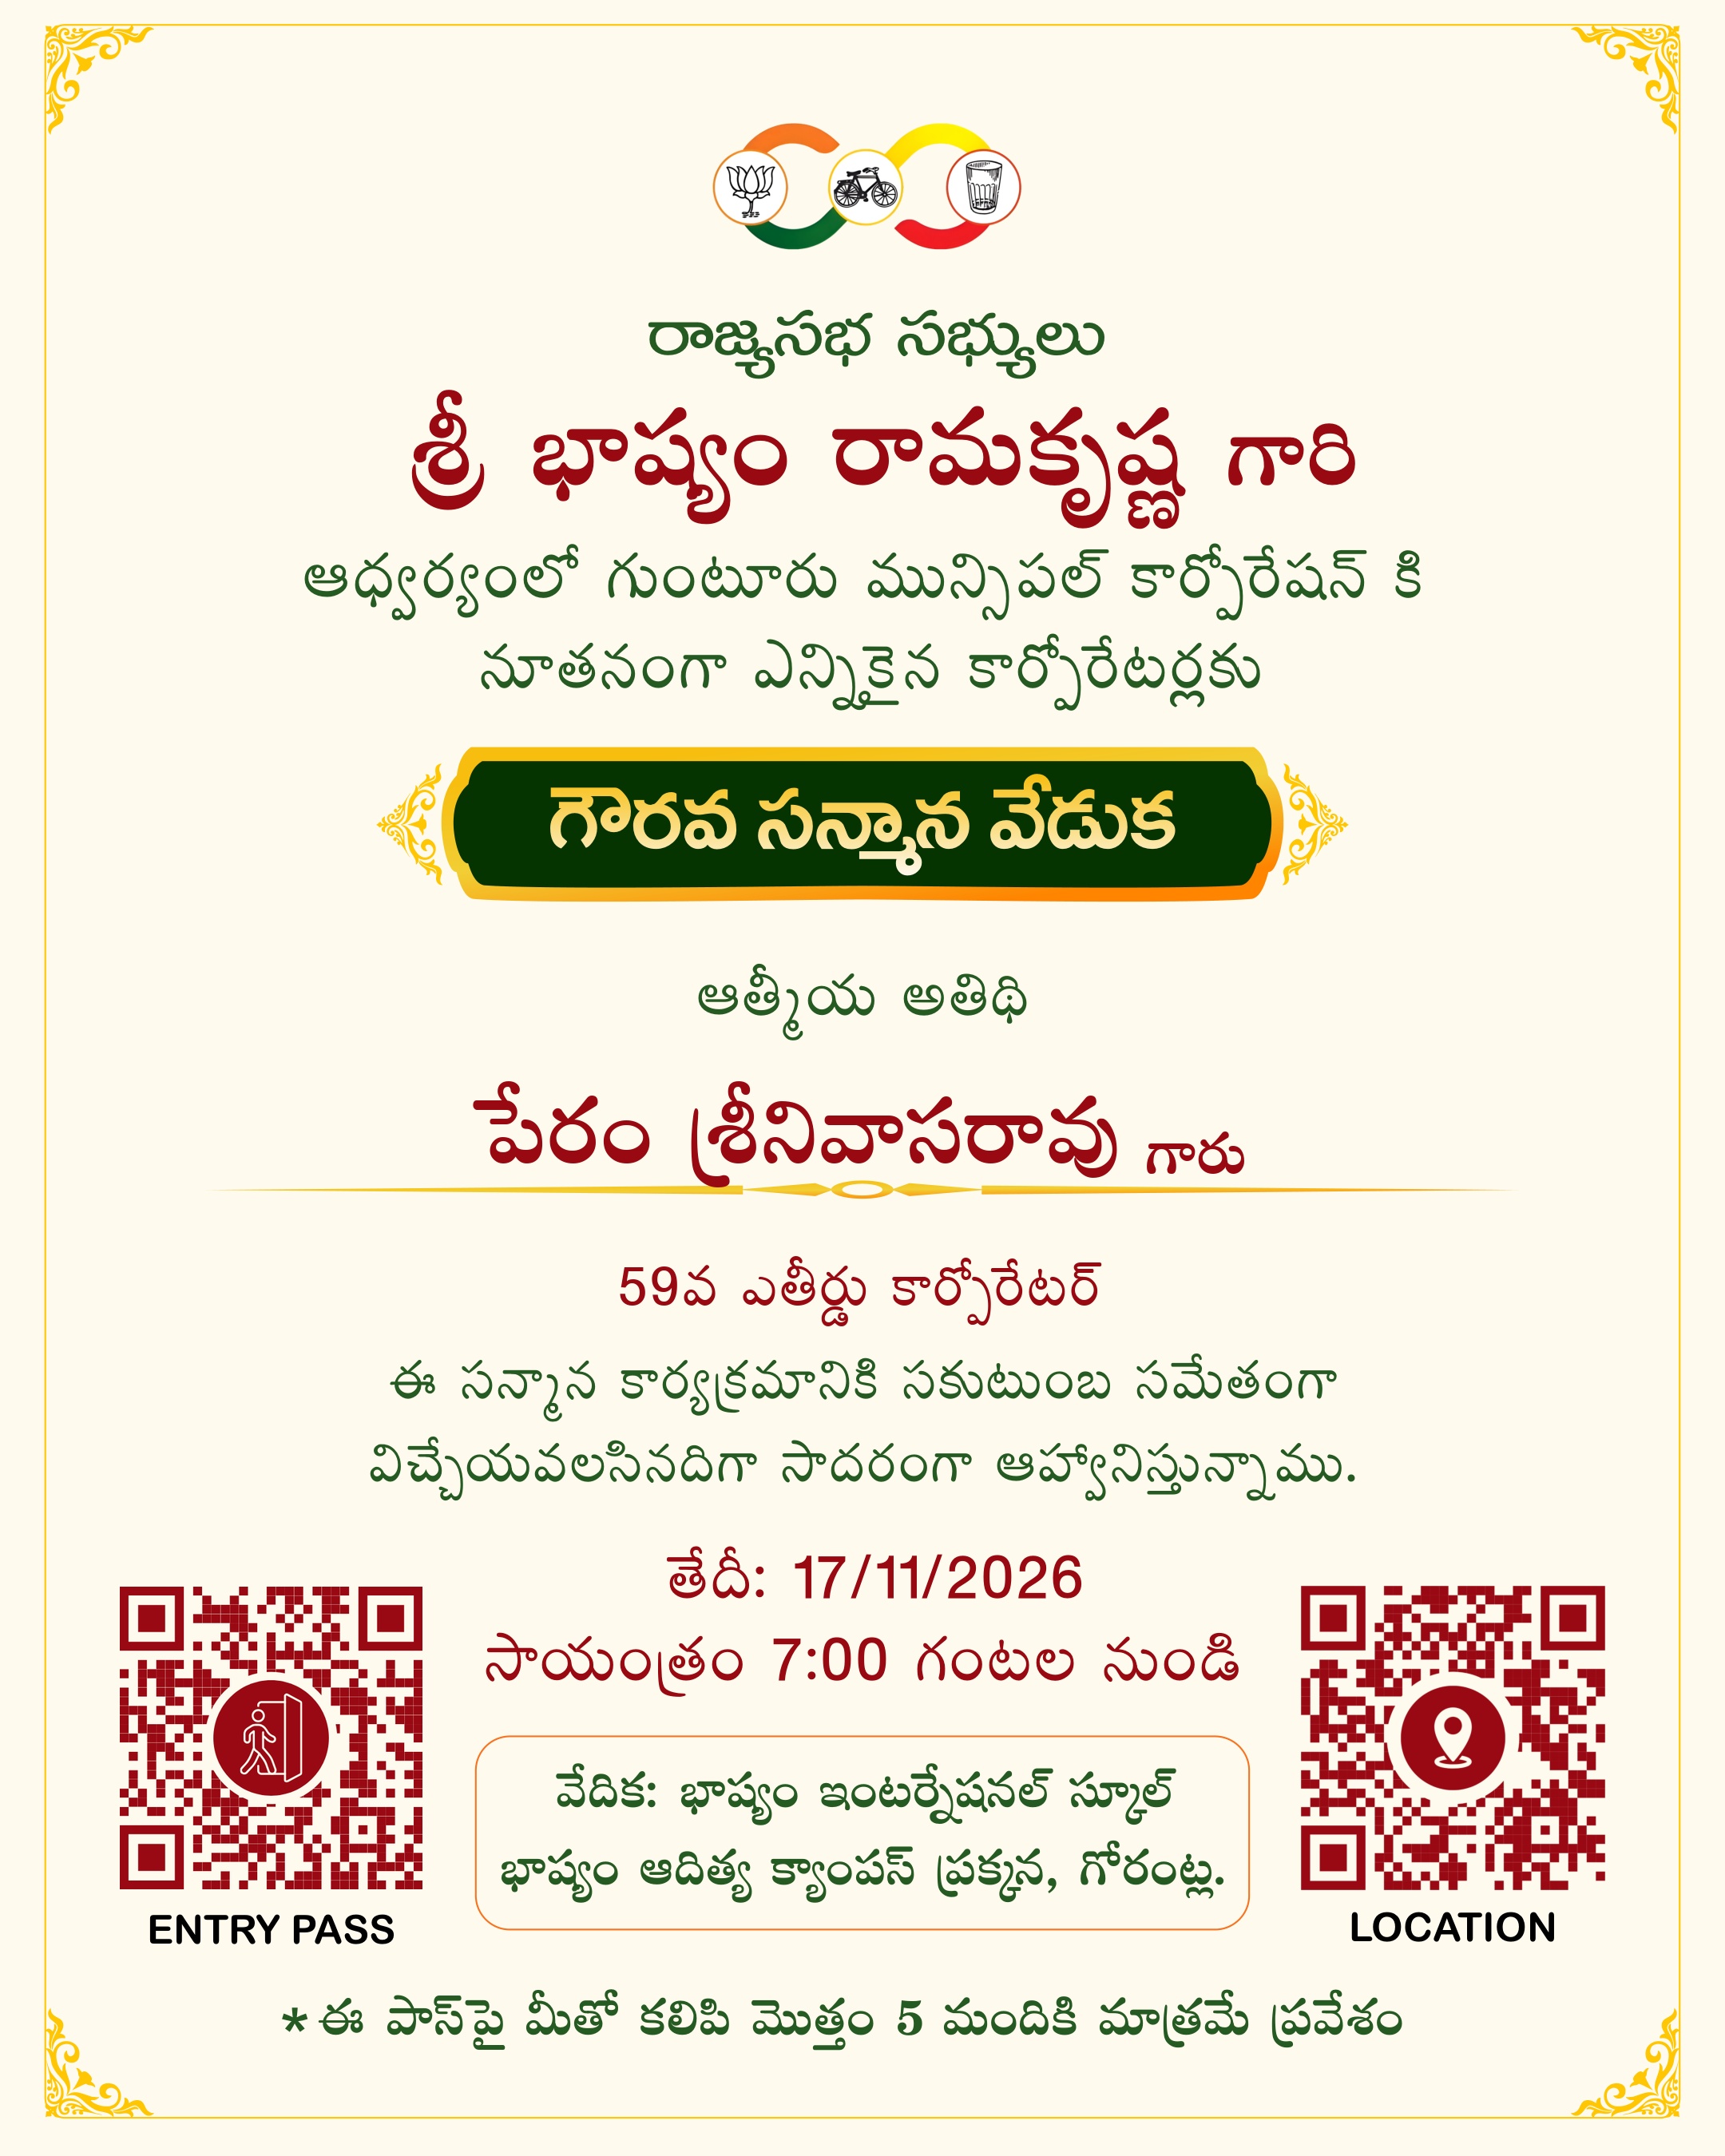 రాజ్యసభ సభ్యులు
శ్రీ భాష్యం రామకృష్ణ గారి
ఆధ్వర్యంలో గుంటూరు మున్సిపల్ కార్పోరేషన్ కి
నూతనంగా ఎన్నికైన కార్పోరేటర్లకు
గౌరవ సన్మాన వేడుక
ఆత్మీయ అతిథి
పేరం శ్రీనివాసరావు గారు
59వ ఎతీర్డు కార్పోరేటర్
ఈ సన్మాన కార్యక్రమానికి సకుటుంబ సమేతంగా
విచ్చేయవలసినదిగా సాదరంగా ఆహ్వానిస్తున్నాము.
తేదీ: 17/11/2026
సాయంత్రం 7:00 గంటల నుండి
వేదిక: భాష్యం ఇంటర్నేషనల్ స్కూల్
భాష్యం ఆదిత్య క్యాంపస్ ప్రక్కన, గోరంట్ల.
ENTRY PASS
LOCATION
*ఈ పాస్‌పై మీతో కలిపి మొత్తం 5 మందికి మాత్రమే ప్రవేశం